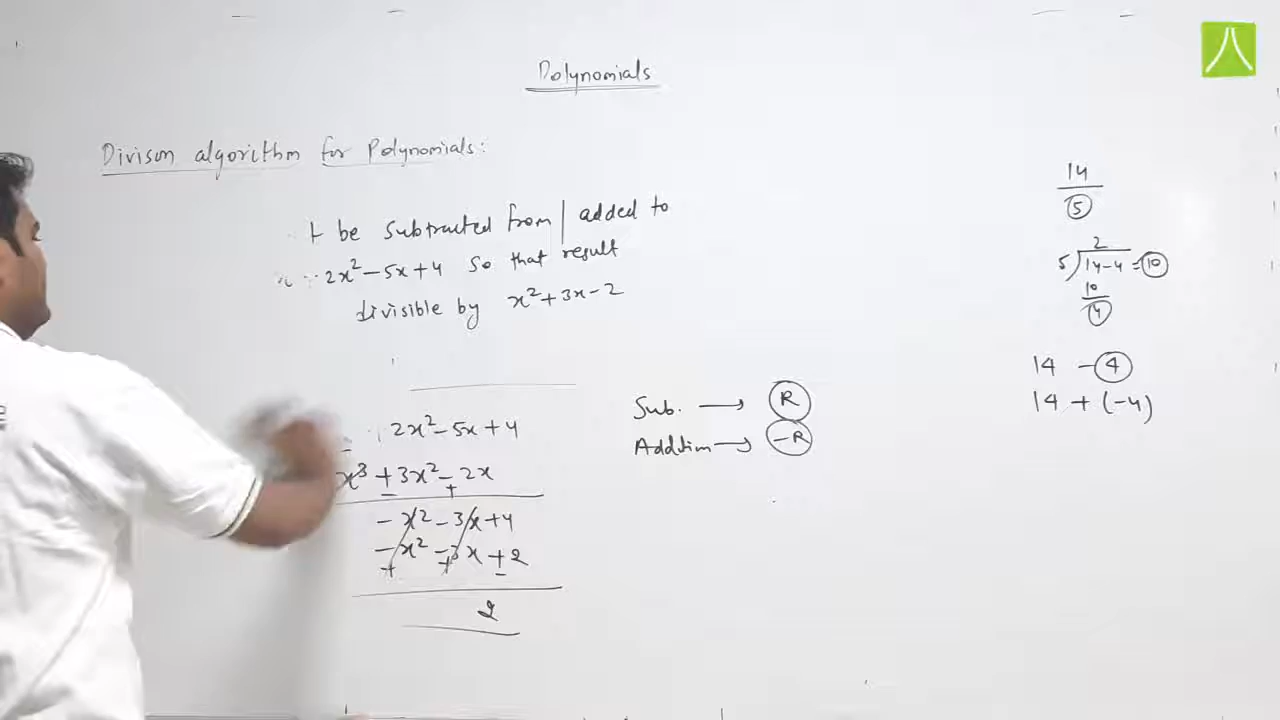 Polynomials
Divison algorithm for Polynomials:
t be subtracted from | added to
2x² - 5x + 4 so that result
divisible by x² + 3x - 2
2x² - 5x + 4
x³ + 3x² - 2x
- +
- x² - 3x + 4
- x² - 3x + 2
+ + -
2
Sub. → R
Addition → -R
14
5
2
5) 14 - 4 = 10
10
4
14 - 4
14 + (-4)